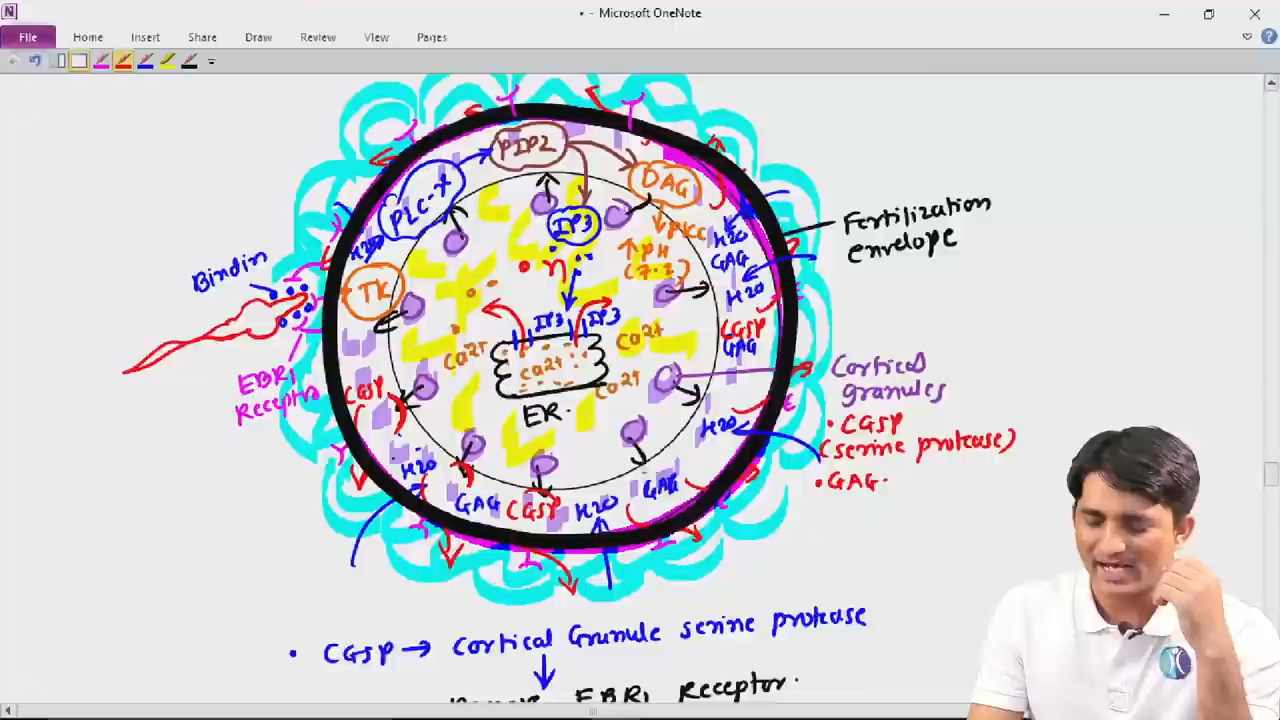 Microsoft OneNote
File Home Insert Share Draw Review View Pages
PIP2
DAG
PLC-γ
IP3
PKC
↑PH
(7.2)
H2O
H2O
GAG
H2O
Fertilization
envelope
Bindin
TK
η
IP3 IP3
CGSP
GAG
Ca2+
Ca2+
Ca2+
Ca2+
ER.
EBR1
Receptro
Cortical
granules
• CGSP
(serine protease)
• GAG.
CGSP
H2O
H2O
GAG
CGSP
H2O
GAG
• CGSP → Cortical Granule serine protease
EBR1 Receptor.